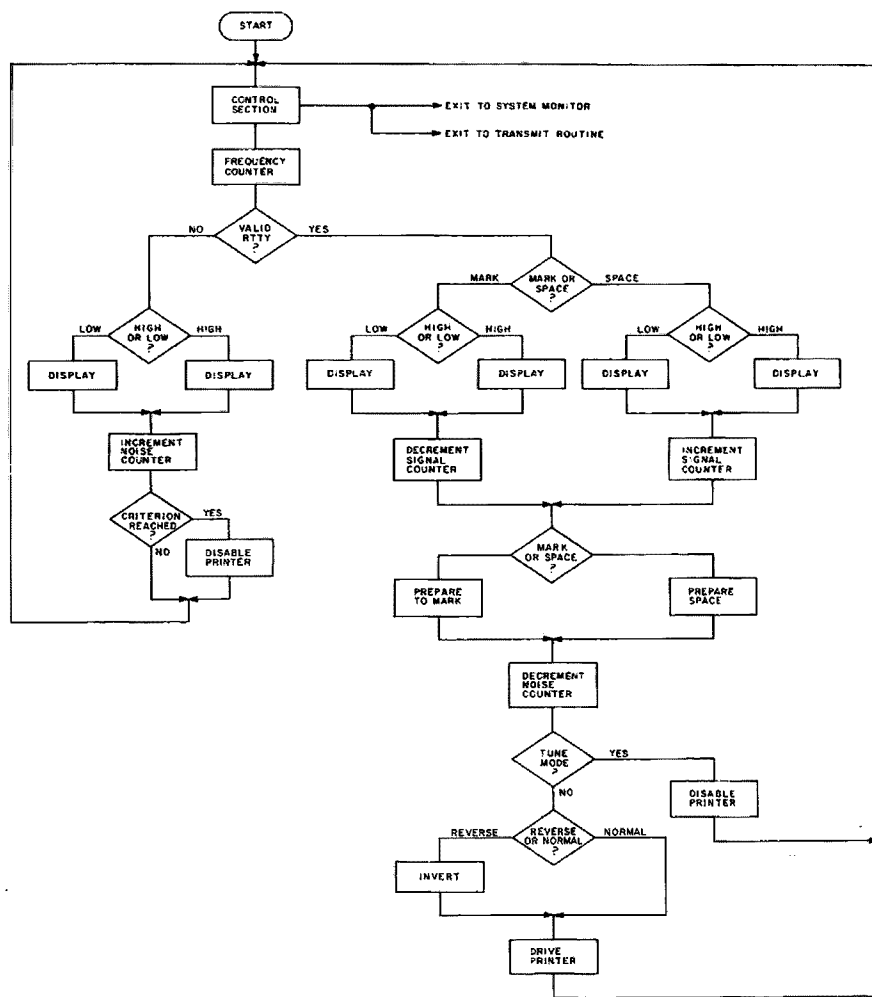 START
CONTROL
SECTION
EXIT TO SYSTEM MONITOR
EXIT TO TRANSMIT ROUTINE
FREQUENCY
COUNTER
NO
VALID
RTTY
?
YES
MARK
MARK OR
SPACE
?
SPACE
LOW
HIGH
OR LOW
?
HIGH
LOW
HIGH
OR LOW
?
HIGH
LOW
HIGH
OR LOW
?
HIGH
DISPLAY
DISPLAY
DISPLAY
DISPLAY
DISPLAY
DISPLAY
INCREMENT
NOISE
COUNTER
DECREMENT
SIGNAL
COUNTER
INCREMENT
SIGNAL
COUNTER
CRITERION
REACHED
?
YES
NO
DISABLE
PRINTER
MARK
OR SPACE
?
PREPARE
TO MARK
PREPARE
SPACE
DECREMENT
NOISE
COUNTER
TUNE
MODE
?
YES
NO
DISABLE
PRINTER
REVERSE
REVERSE
OR NORMAL
?
NORMAL
INVERT
DRIVE
PRINTER